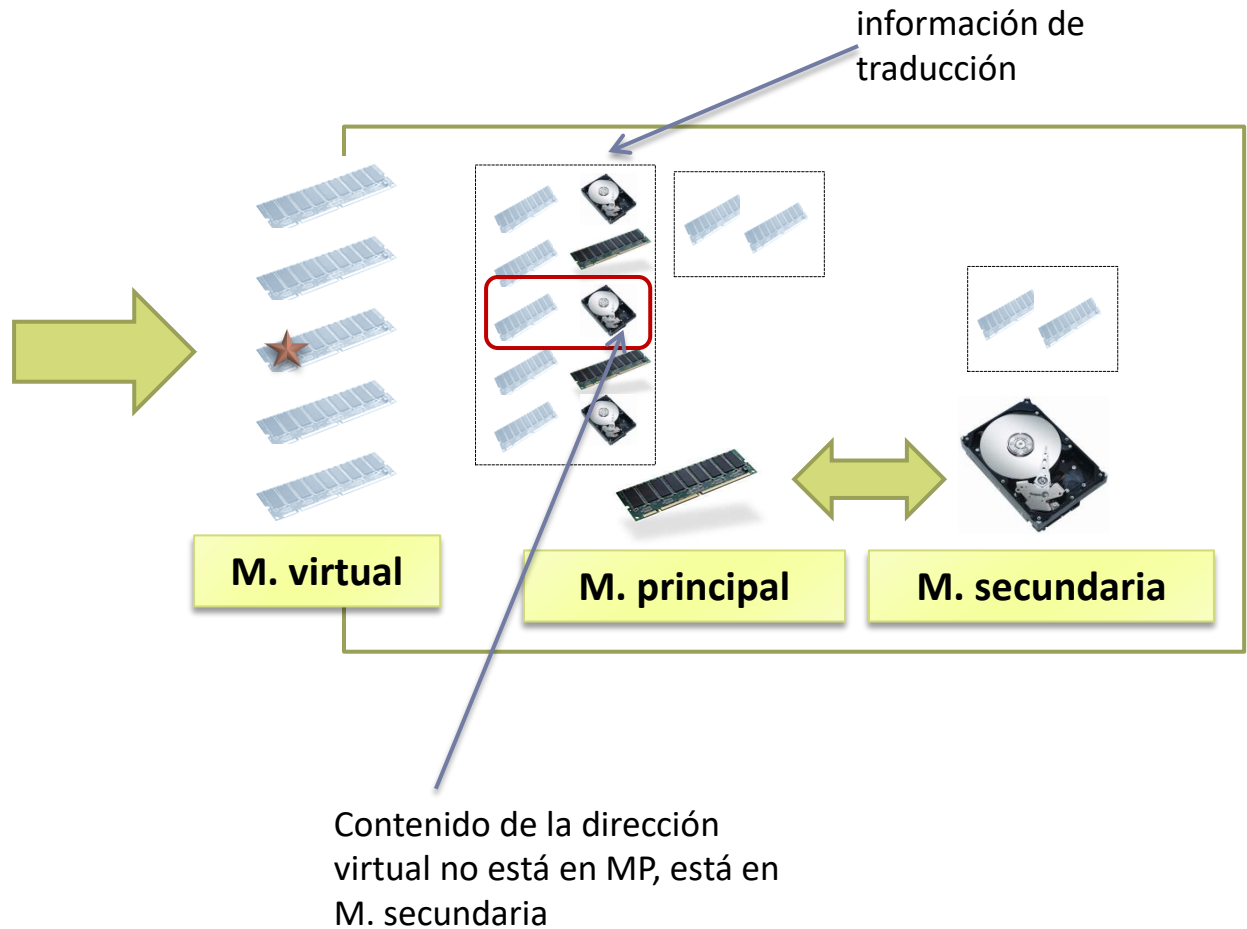 información de
traducción
M. virtual
M. principal
M. secundaria
Contenido de la dirección
virtual no está en MP, está en
M. secundaria